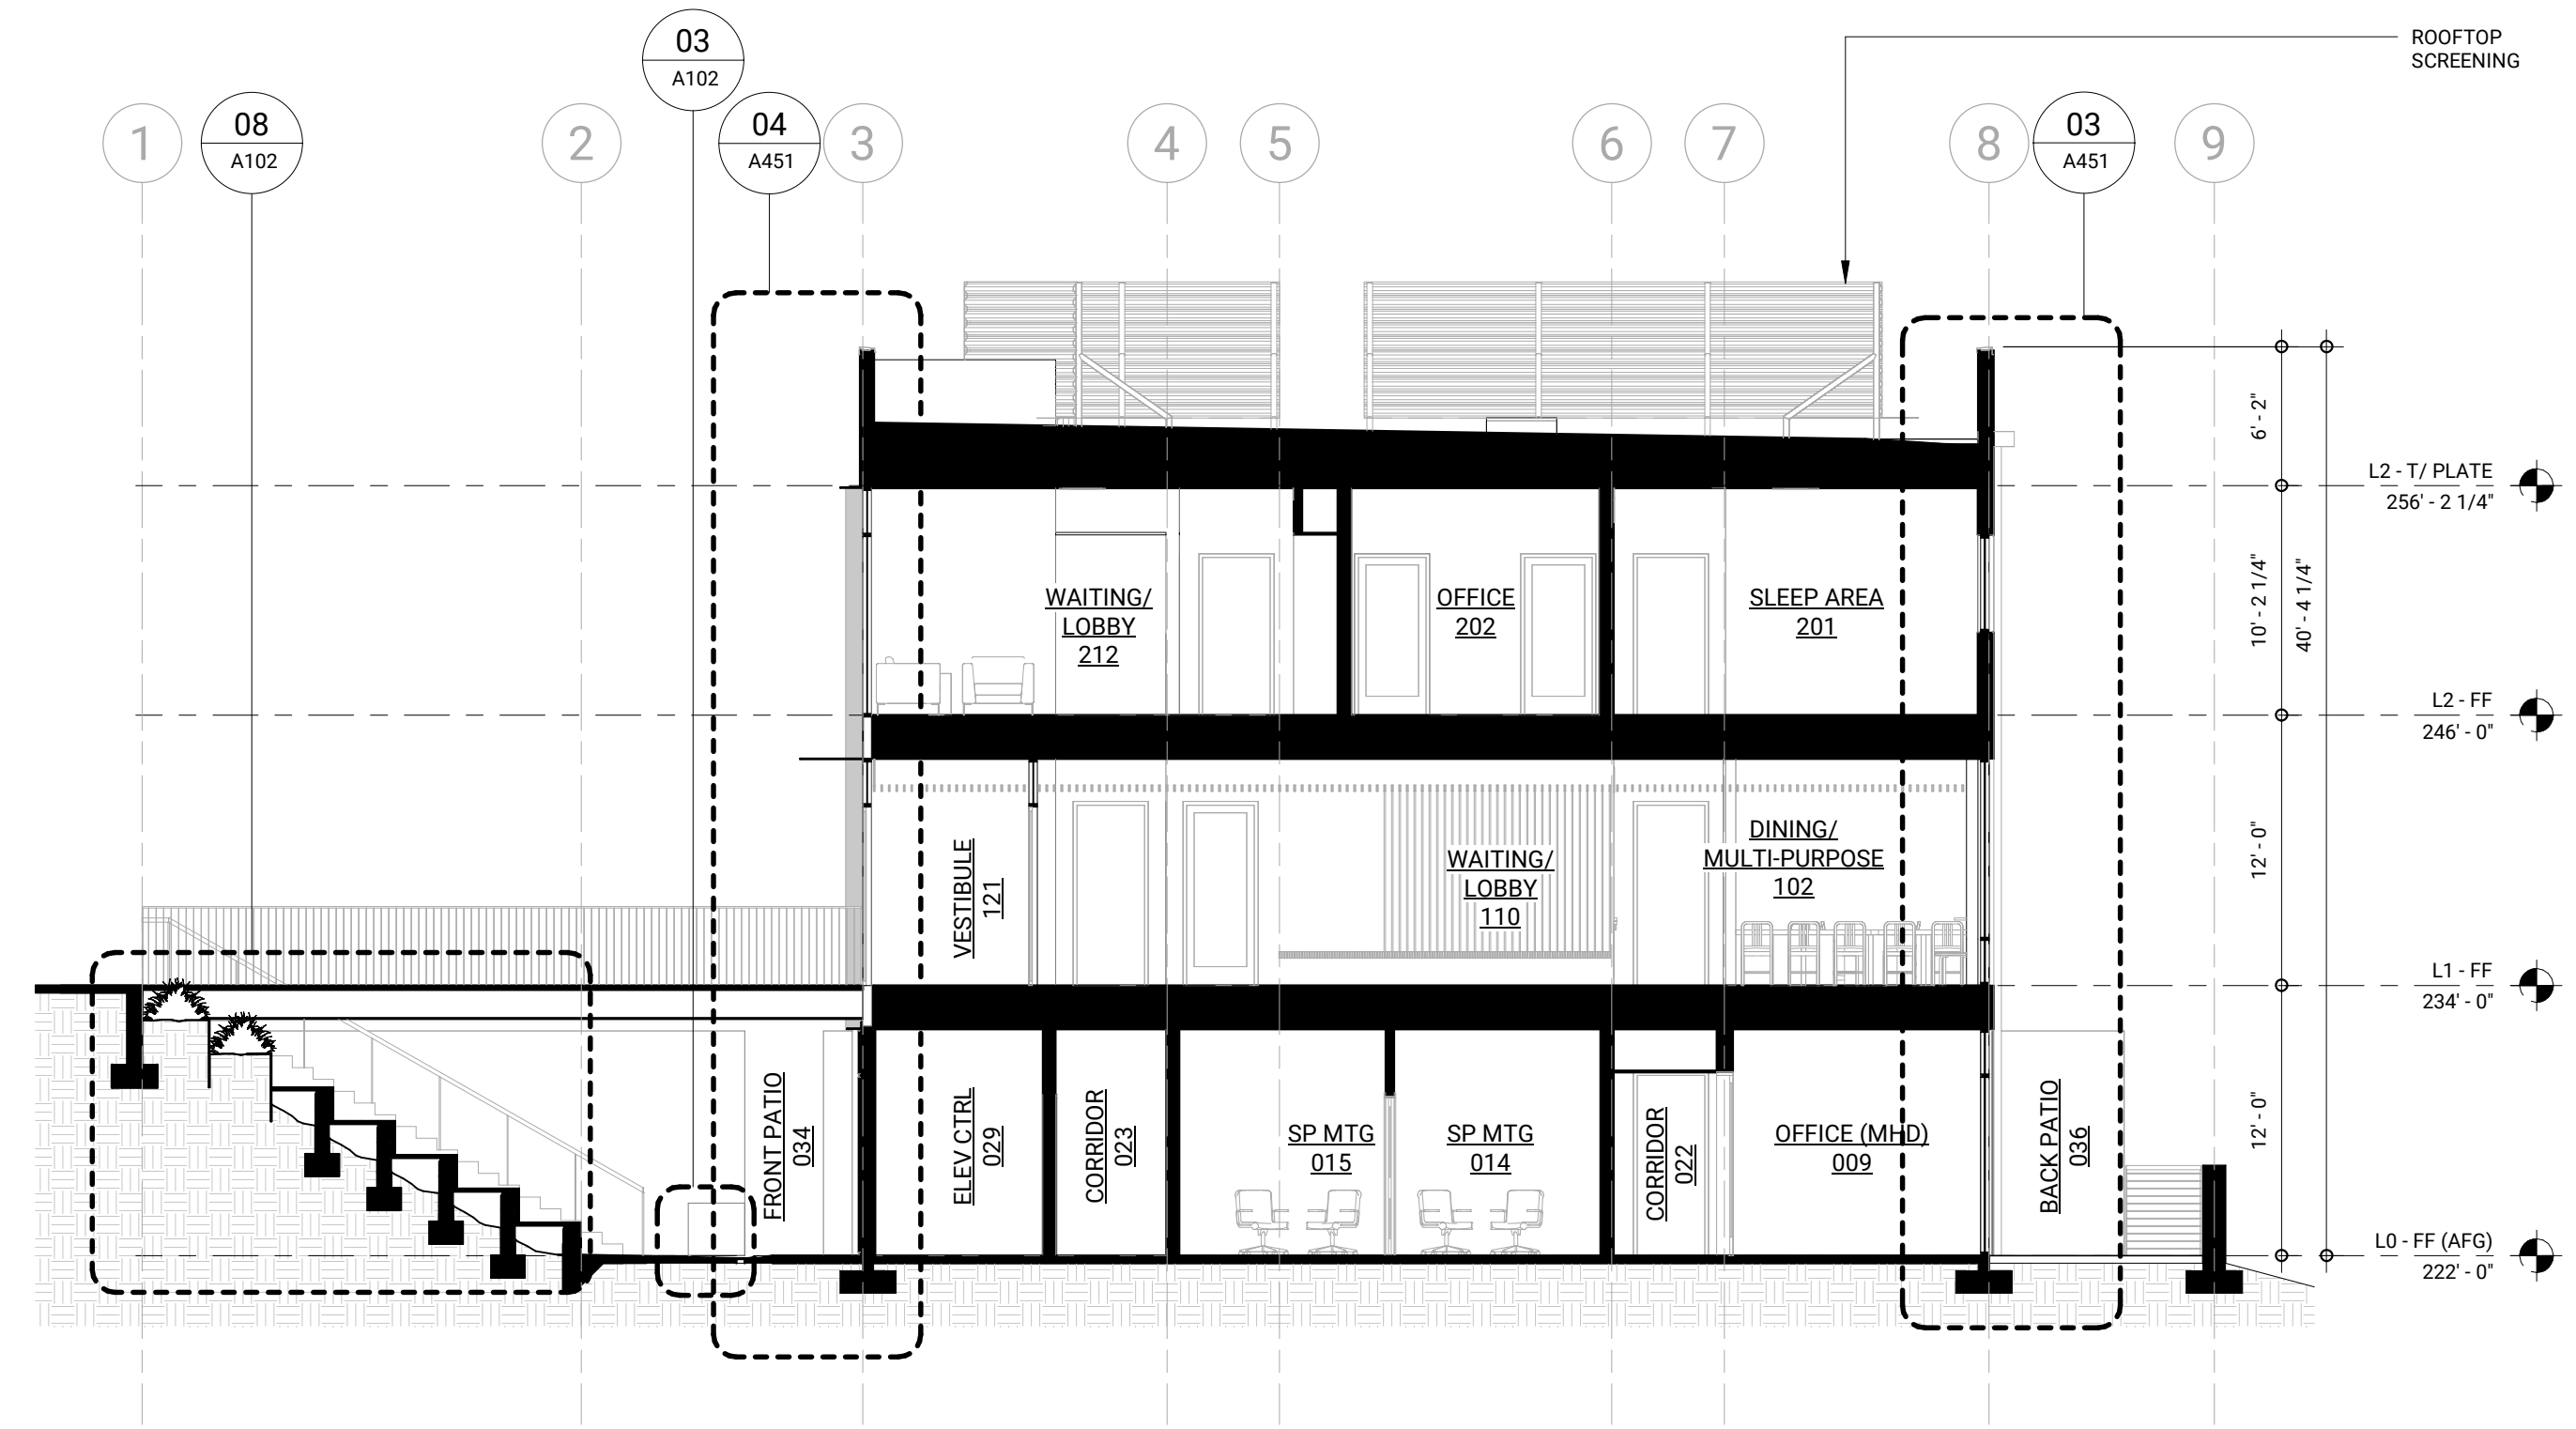 03
A102
ROOFTOP
SCREENING
1
08
A102
2
04
A451
3
4
5
6
7
8
03
A451
9
6' - 2"
L2 - T/ PLATE
256' - 2 1/4"
10' - 2 1/4"
40' - 4 1/4"
WAITING/
LOBBY
212
OFFICE
202
SLEEP AREA
201
L2 - FF
246' - 0"
12' - 0"
VESTIBULE
121
WAITING/
LOBBY
110
DINING/
MULTI-PURPOSE
102
L1 - FF
234' - 0"
12' - 0"
FRONT PATIO
034
ELEV CTRL
029
CORRIDOR
023
SP MTG
015
SP MTG
014
CORRIDOR
022
OFFICE (MHD)
009
BACK PATIO
036
L0 - FF (AFG)
222' - 0"